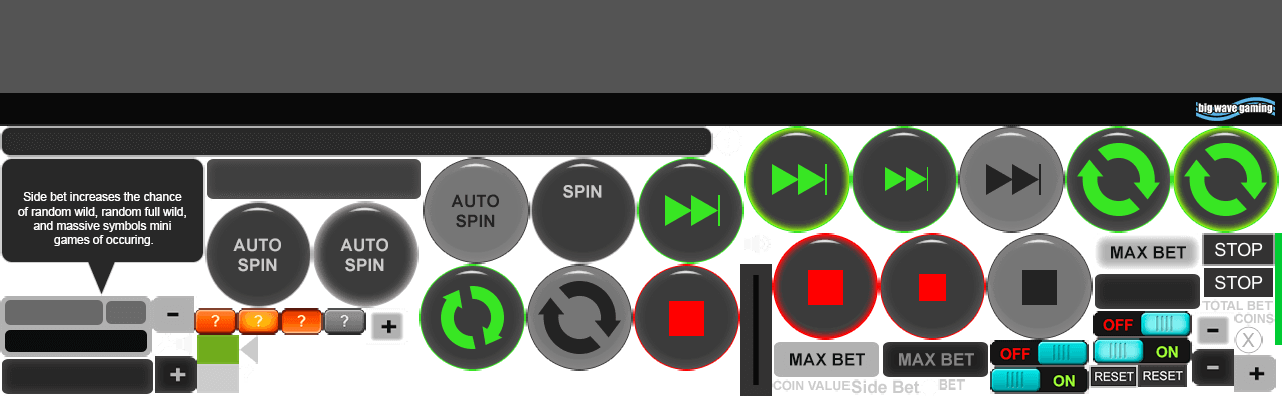 big wave gaming
Side bet increases the chance
of random wild, random full wild,
and massive symbols mini
games of occuring.
AUTO
SPIN
AUTO
SPIN
AUTO
SPIN
SPIN
MAX BET
STOP
STOP
TOTAL BET
COINS
-
+
? ? ? ?
+
-
X
OFF
ON
MAX BET
MAX BET
OFF
ON
RESET
RESET
-
+
COIN VALUE
Side Bet
BET